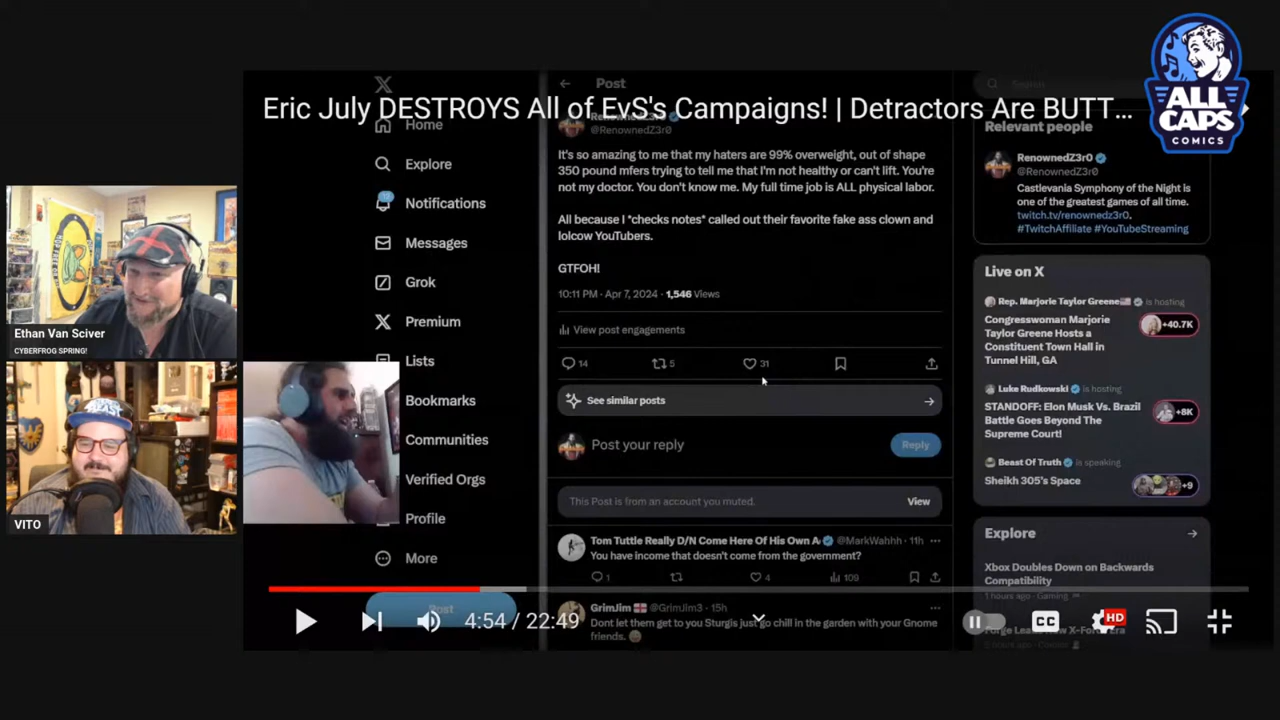 ALL
CAPS
COMICS
Eric July DESTROYS All of EvS's Campaigns! | Detractors Are BUTT...
Ethan Van Sciver
CYBERFROG SPRING!
VITO
X
Home
Explore
Notifications
Messages
Grok
Premium
Lists
Bookmarks
Communities
Verified Orgs
Profile
More
Post
Post
@RenownedZ3r0
It's so amazing to me that my haters are 99% overweight, out of shape
350 pound mfers trying to tell me that I'm not healthy or can't lift. You're
not my doctor. You don't know me. My full time job is ALL physical labor.
All because I *checks notes* called out their favorite fake ass clown and
lolcow YouTubers.
GTFOH!
10:11 PM · Apr 7, 2024 · 1,546 Views
View post engagements
14 5 31
See similar posts
Post your reply
Reply
This Post is from an account you muted.
View
Tom Tuttle Really D/N Come Here Of His Own A @MarkWahhh · 11h
You have income that doesn't come from the government?
1 4 109
GrimJim @GrimJim3 · 15h
Dont let them get to you Sturgis just go chill in the garden with your Gnome
friends.
Search
Relevant people
RenownedZ3r0
@RenownedZ3r0
Castlevania Symphony of the Night is
one of the greatest games of all time.
twitch.tv/renownedz3r0.
#TwitchAffiliate #YouTubeStreaming
Live on X
Rep. Marjorie Taylor Greene is hosting
Congresswoman Marjorie
Taylor Greene Hosts a
Constituent Town Hall in
Tunnel Hill, GA
+40.7K
Luke Rudkowski is hosting
STANDOFF: Elon Musk Vs. Brazil
Battle Goes Beyond The
Supreme Court!
+8K
Beast Of Truth is speaking
Sheikh 305's Space
+9
Explore
Xbox Doubles Down on Backwards
Compatibility
hours ago · Gaming
4:54 / 22:49
CC
HD